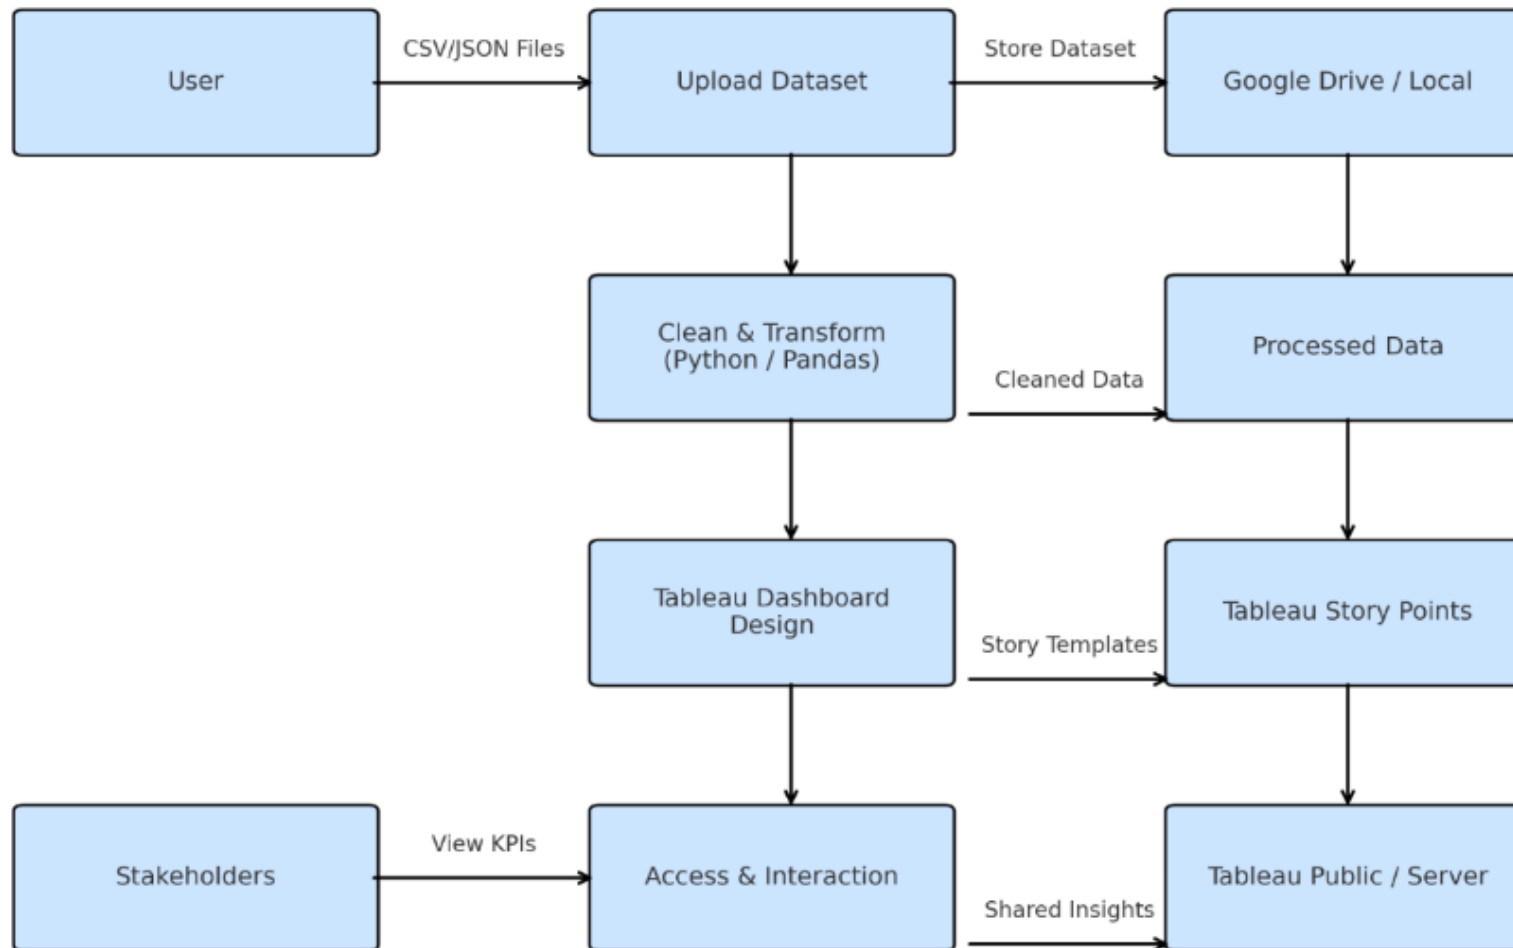 User
CSV/JSON Files
Upload Dataset
Store Dataset
Google Drive / Local
Clean & Transform
(Python / Pandas)
Cleaned Data
Processed Data
Tableau Dashboard
Design
Story Templates
Tableau Story Points
Stakeholders
View KPIs
Access & Interaction
Shared Insights
Tableau Public / Server